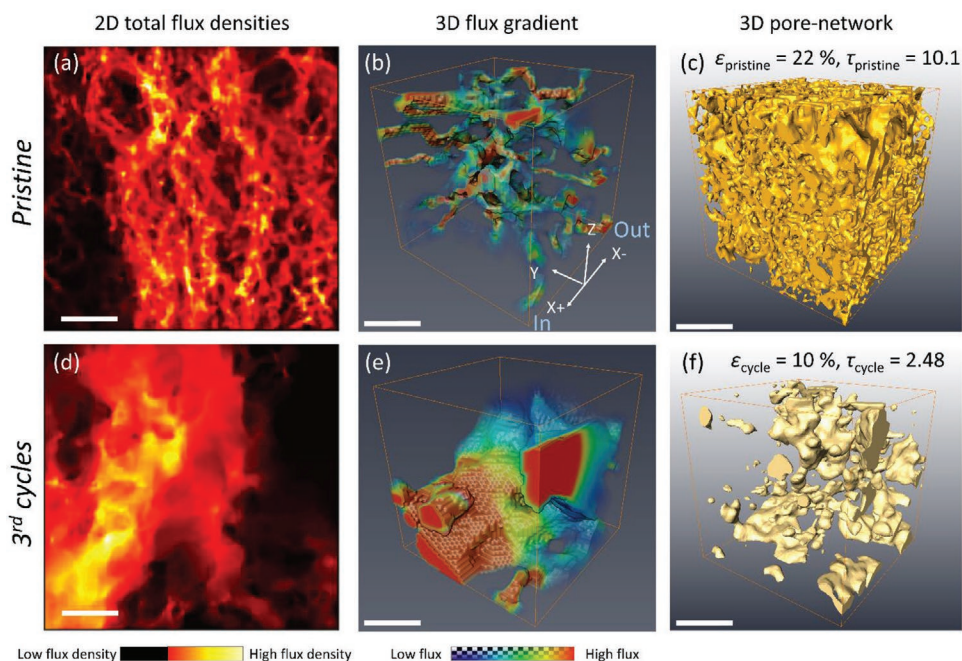 2D total flux densities
3D flux gradient
3D pore-network
Pristine
(a)
(b)
Z
Out
X-
Y
X+
In
(c)
εpristine = 22 %, τpristine = 10.1
3rd cycles
(d)
(e)
(f)
εcycle = 10 %, τcycle = 2.48
Low flux density
High flux density
Low flux
High flux